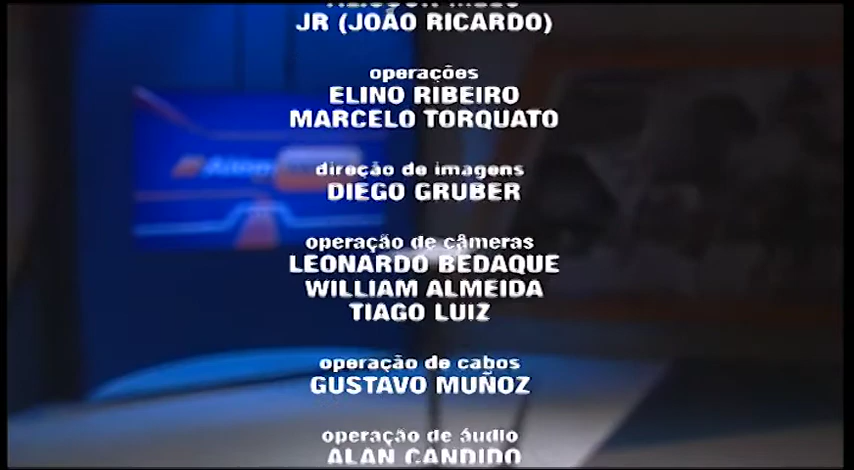 JR (JOÃO RICARDO)
operações
ELINO RIBEIRO
MARCELO TORQUATO
direção de imagens
DIEGO GRUBER
operação de câmeras
LEONARDO BEDAQUE
WILLIAM ALMEIDA
TIAGO LUIZ
operação de cabos
GUSTAVO MUÑOZ
operação de áudio
ALAN CANDIDO